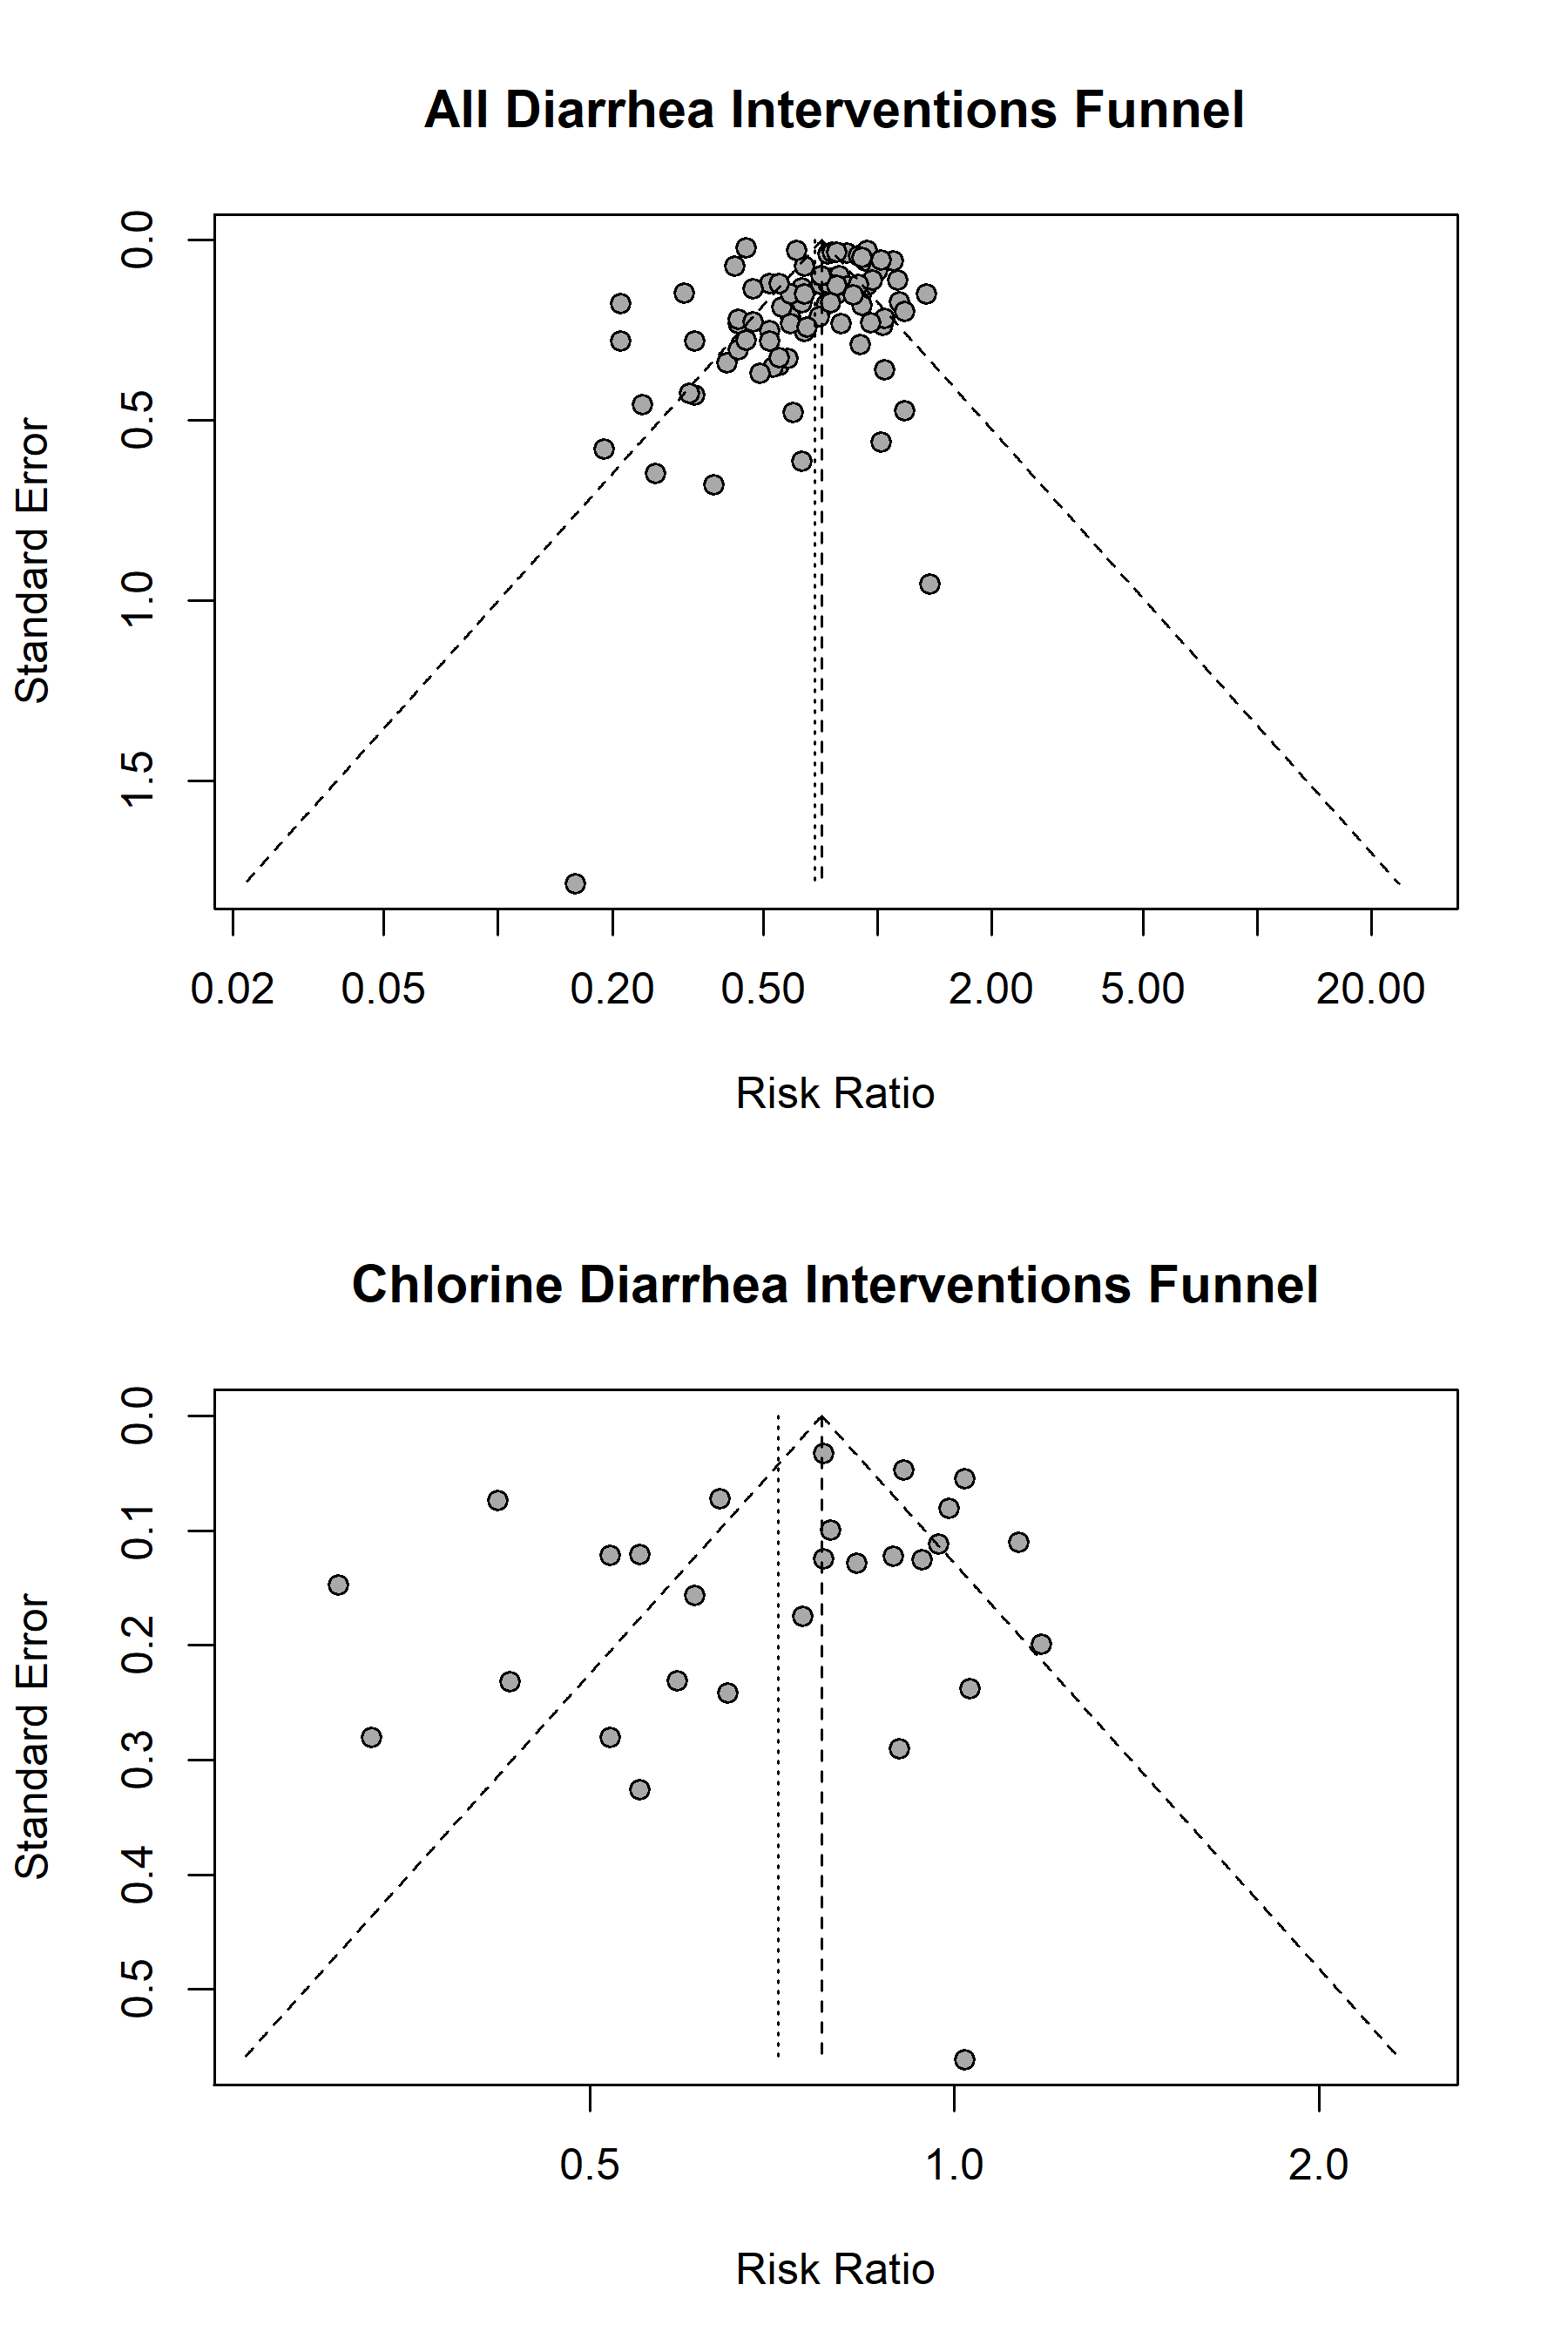 All Diarrhea Interventions Funnel
Standard Error
0.0
0.5
1.0
1.5
0.02 0.05 0.20 0.50 2.00 5.00 20.00
Risk Ratio
Chlorine Diarrhea Interventions Funnel
Standard Error
0.0
0.1
0.2
0.3
0.4
0.5
0.5 1.0 2.0
Risk Ratio